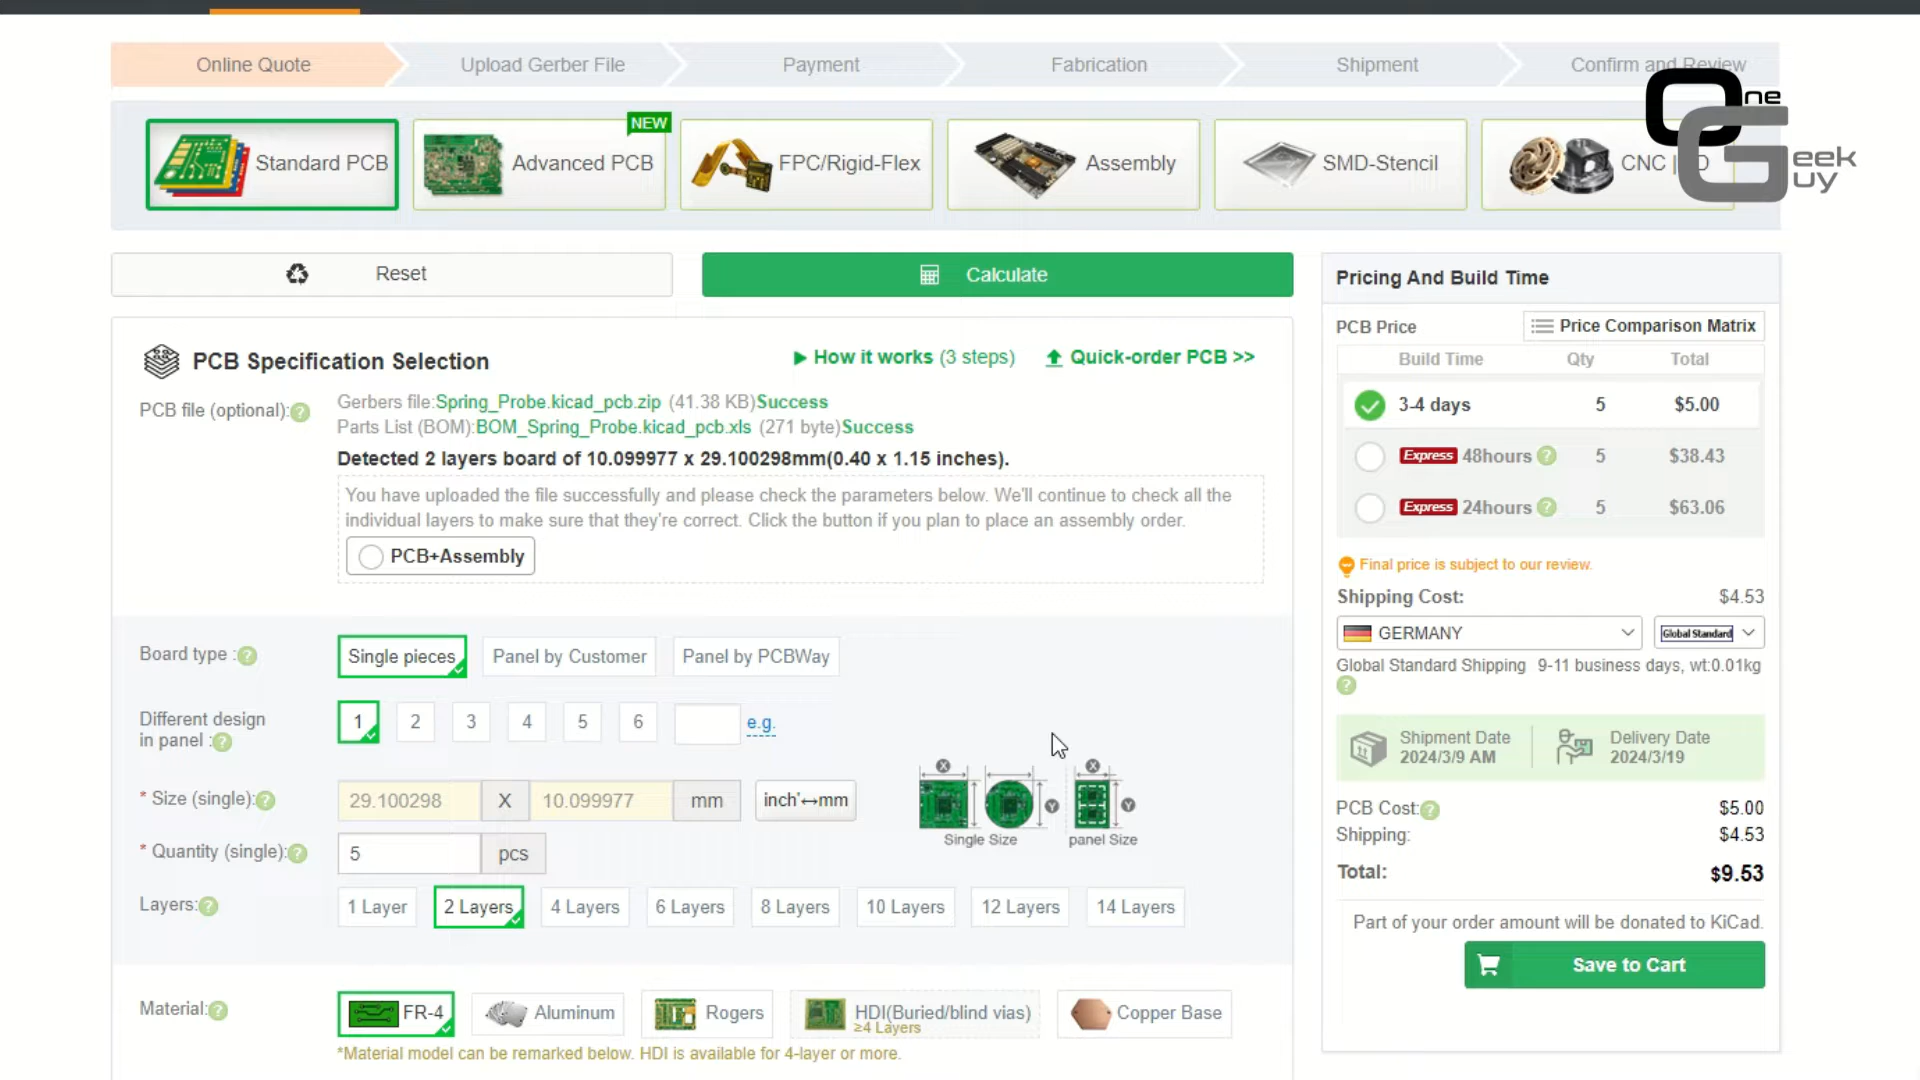 Online Quote
Upload Gerber File
Payment
Fabrication
Shipment
Confirm and Review
One
Geek
Guy
Standard PCB
NEW
Advanced PCB
FPC/Rigid-Flex
Assembly
SMD-Stencil
CNC |
Reset
Calculate
PCB Specification Selection
How it works (3 steps)
Quick-order PCB >>
PCB file (optional):?
Gerbers file:Spring_Probe.kicad_pcb.zip (41.38 KB)Success
Parts List (BOM):BOM_Spring_Probe.kicad_pcb.xls (271 byte)Success
Detected 2 layers board of 10.099977 x 29.100298mm(0.40 x 1.15 inches).
You have uploaded the file successfully and please check the parameters below. We'll continue to check all the
individual layers to make sure that they're correct. Click the button if you plan to place an assembly order.
PCB+Assembly
Board type :?
Single pieces
Panel by Customer
Panel by PCBWay
Different design
in panel :?
1 2 3 4 5 6
e.g.
* Size (single):?
29.100298 X 10.099977 mm
inch'↔mm
X
Y
Single Size
X
Y
panel Size
* Quantity (single):?
5 pcs
Layers:?
1 Layer
2 Layers
4 Layers
6 Layers
8 Layers
10 Layers
12 Layers
14 Layers
Material:?
FR-4
Aluminum
Rogers
HDI(Buried/blind vias)
≥4 Layers
Copper Base
*Material model can be remarked below. HDI is available for 4-layer or more.
Pricing And Build Time
PCB Price
Price Comparison Matrix
Build Time Qty Total
3-4 days 5 $5.00
Express 48hours ? 5 $38.43
Express 24hours ? 5 $63.06
Final price is subject to our review.
Shipping Cost: $4.53
GERMANY
Global Standard
Global Standard Shipping 9-11 business days, wt:0.01kg
?
Shipment Date
2024/3/9 AM
Delivery Date
2024/3/19
PCB Cost:? $5.00
Shipping: $4.53
Total: $9.53
Part of your order amount will be donated to KiCad.
Save to Cart